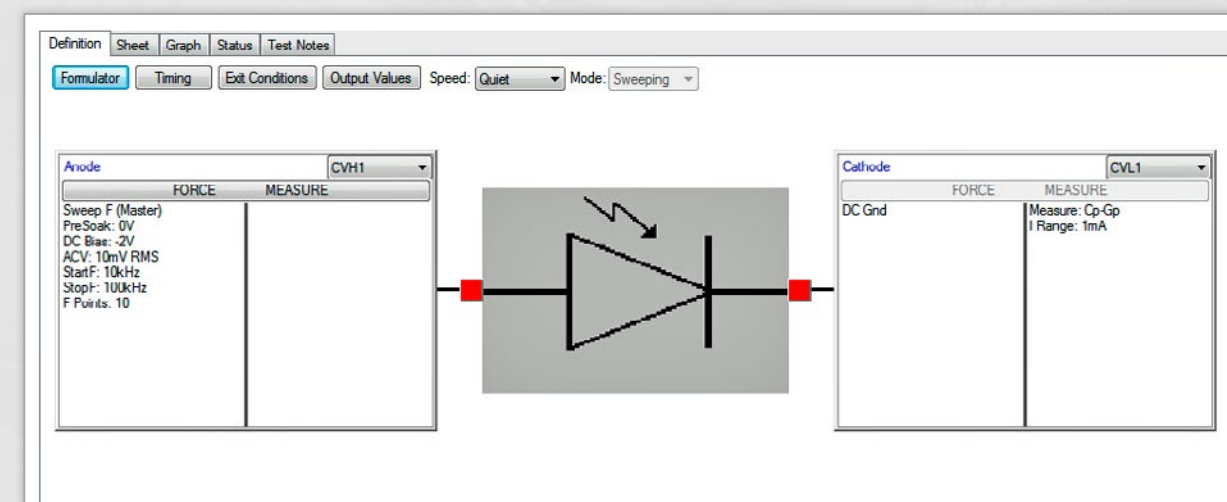 Definition Sheet Graph Status Test Notes
Formulator Timing Exit Conditions Output Values Speed: Quiet Mode: Sweeping
Anode CVH1
FORCE MEASURE
Sweep F (Master)
PreSoak: 0V
DC Bias: -2V
ACV: 10mV RMS
StartF: 10kHz
StopF: 100kHz
F Points: 10
Cathode CVL1
FORCE MEASURE
DC Gnd
Measure: Cp-Gp
I Range: 1mA